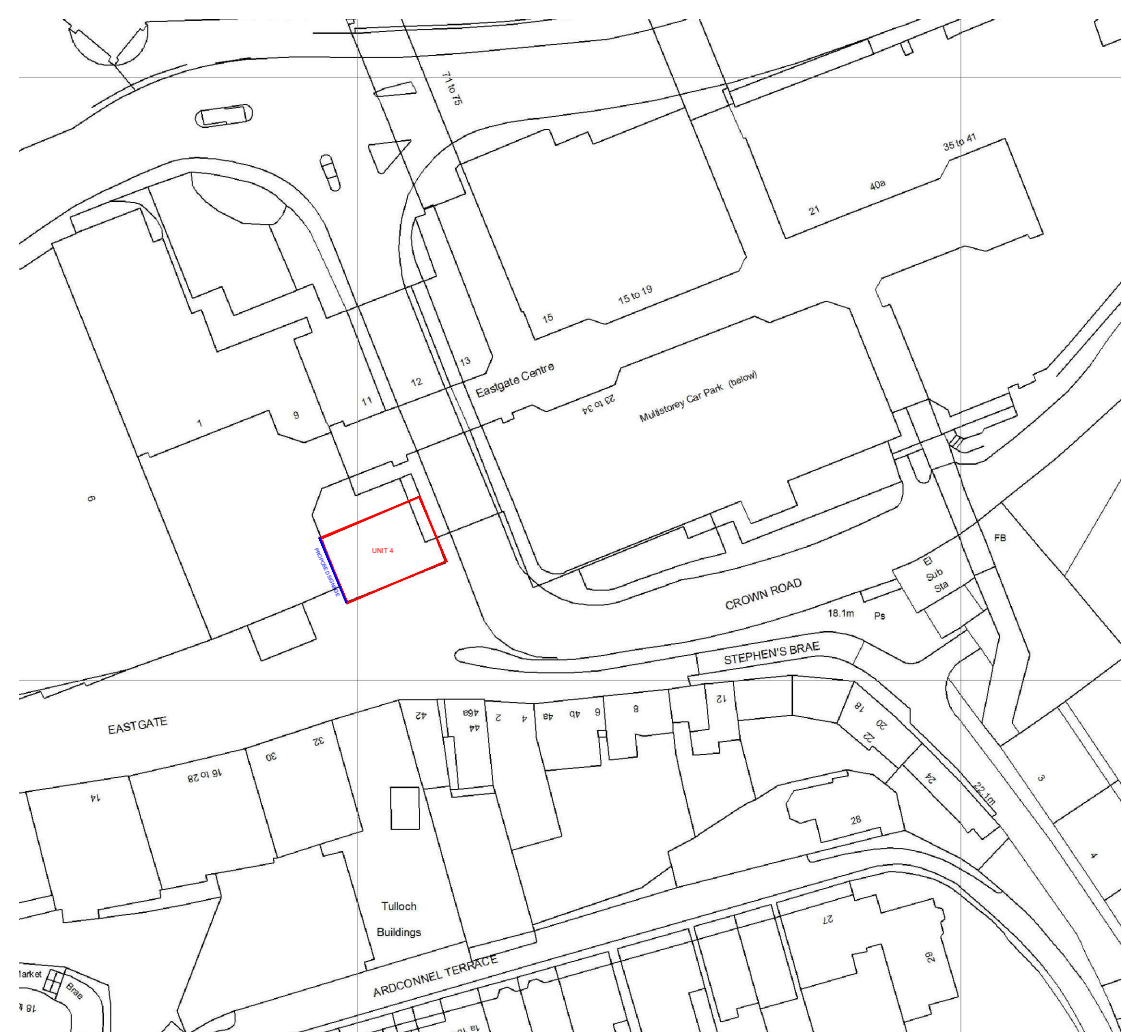 71 to 75
35 to 41
40a
21
15 to 19
15
13
12
Eastgate Centre
11
9
1
23 to 34
Multistorey Car Park (below)
6
UNIT 4
PROPOSED SIGNAGE
FB
El
Sub
Sta
CROWN ROAD
18.1m
Ps
STEPHEN'S BRAE
EASTGATE
42
46a
44
2
4
4a
4b
6
8
12
18
20
22
24
22.1m
3
4
32
30
16 to 28
14
28
Tulloch
Buildings
27
29
ARDCONNEL TERRACE
Market
Brae